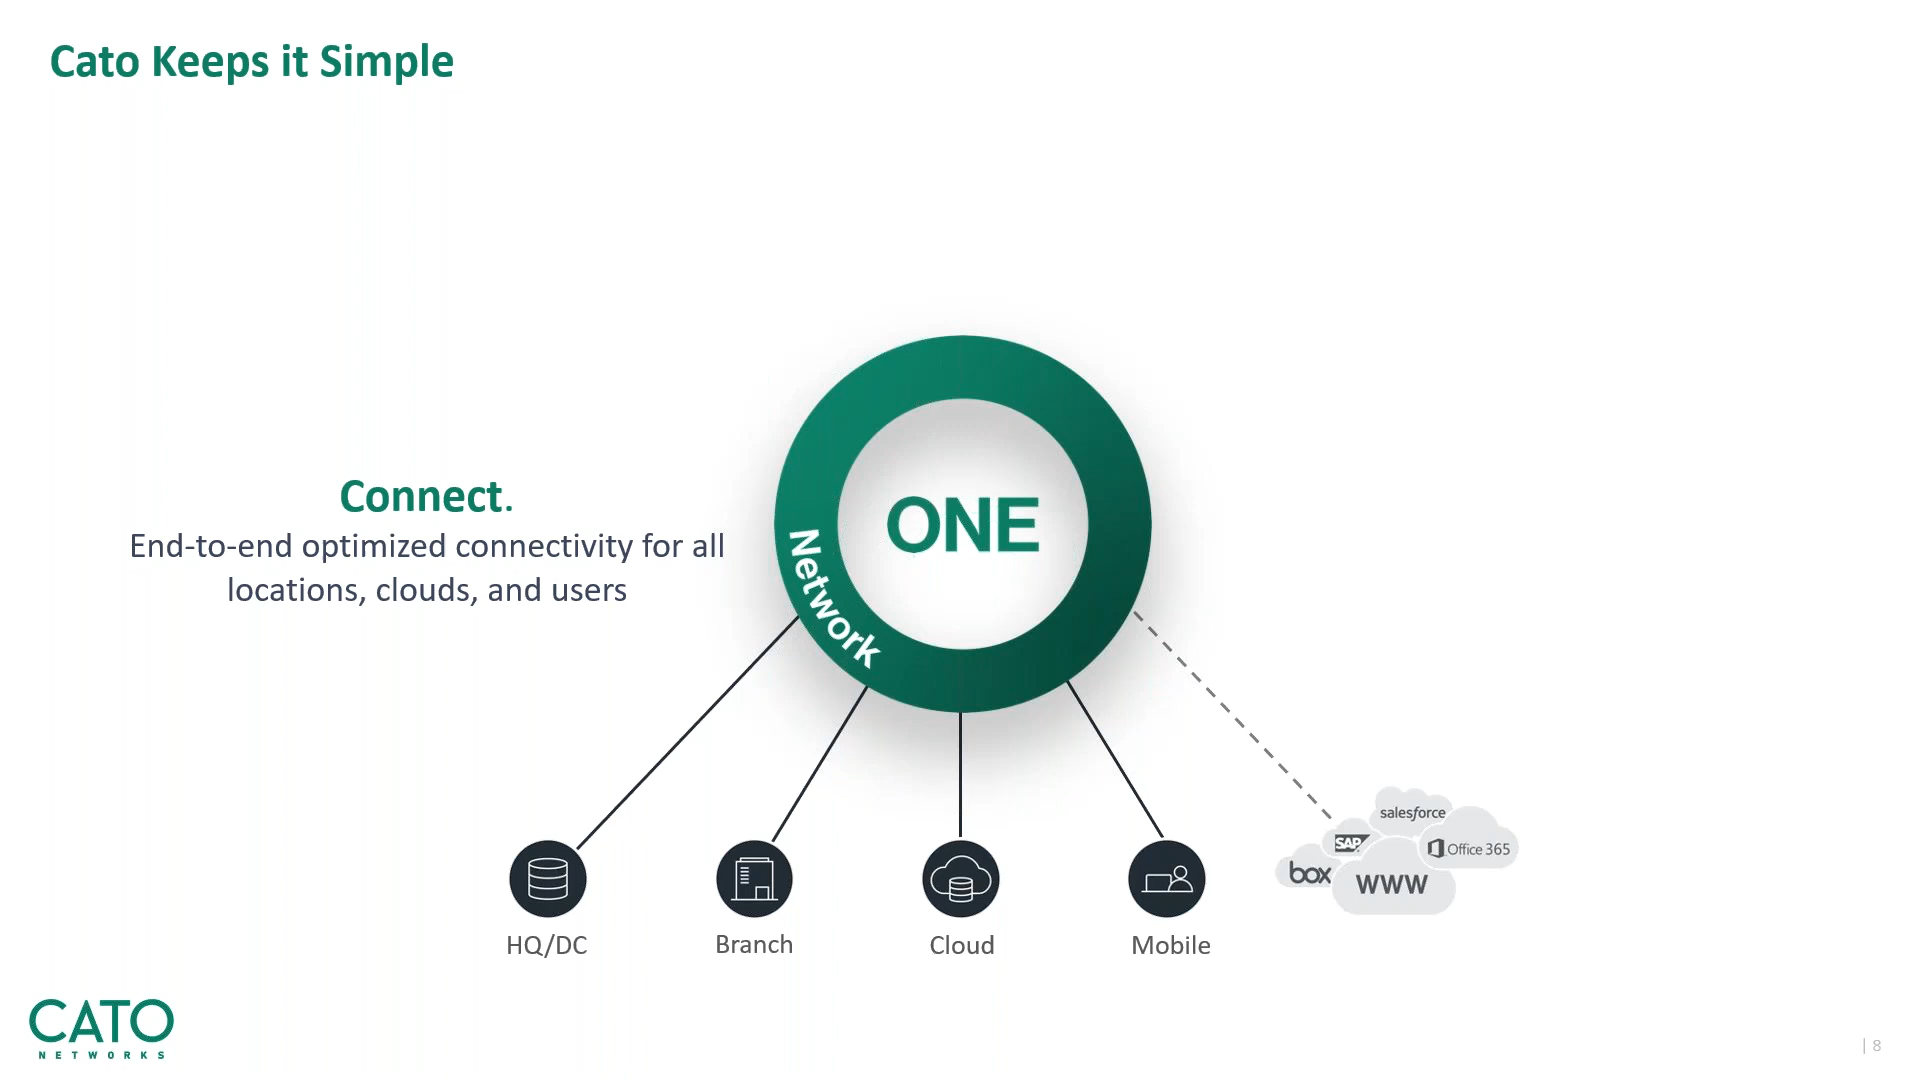 Cato Keeps it Simple
Connect.
End-to-end optimized connectivity for all
locations, clouds, and users
ONE
Network
salesforce
SAP
Office 365
box
WWW
HQ/DC
Branch
Cloud
Mobile
CATO
NETWORKS
| 8